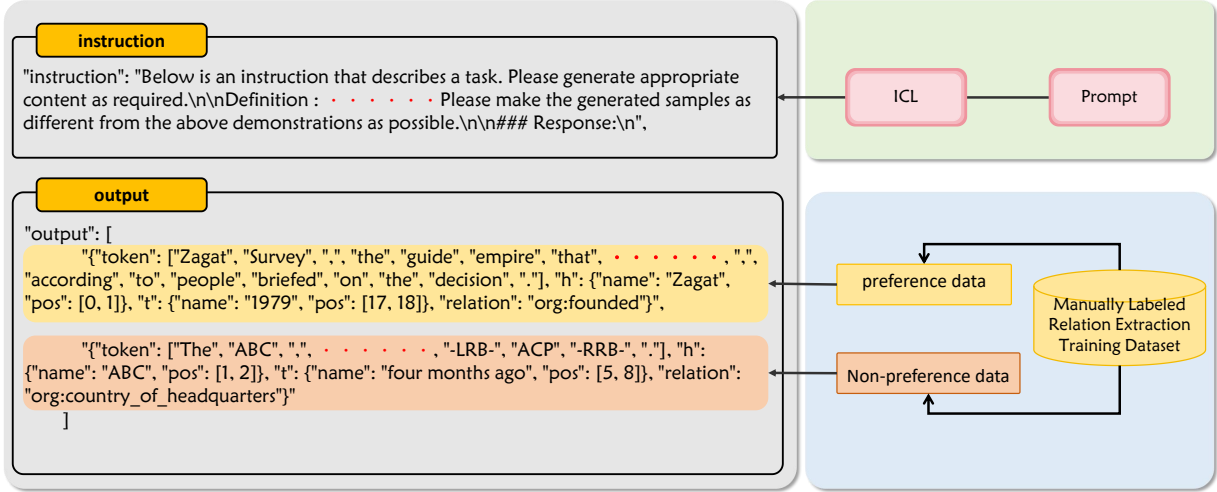 instruction
"instruction": "Below is an instruction that describes a task. Please generate appropriate
content as required.\n\nDefinition : · · · · · · Please make the generated samples as
different from the above demonstrations as possible.\n\n### Response:\n",
ICL
Prompt
output
"output": [
"{"token": ["Zagat", "Survey", ",", "the", "guide", "empire", "that", · · · · · · , ",",
"according", "to", "people", "briefed", "on", "the", "decision", "."], "h": {"name": "Zagat",
"pos": [0, 1]}, "t": {"name": "1979", "pos": [17, 18]}, "relation": "org:founded"}",
"{"token": ["The", "ABC", ",", · · · · · · , "-LRB-", "ACP", "-RRB-", "."], "h":
{"name": "ABC", "pos": [1, 2]}, "t": {"name": "four months ago", "pos": [5, 8]}, "relation":
"org:country_of_headquarters"}"
]
preference data
Non-preference data
Manually Labeled
Relation Extraction
Training Dataset